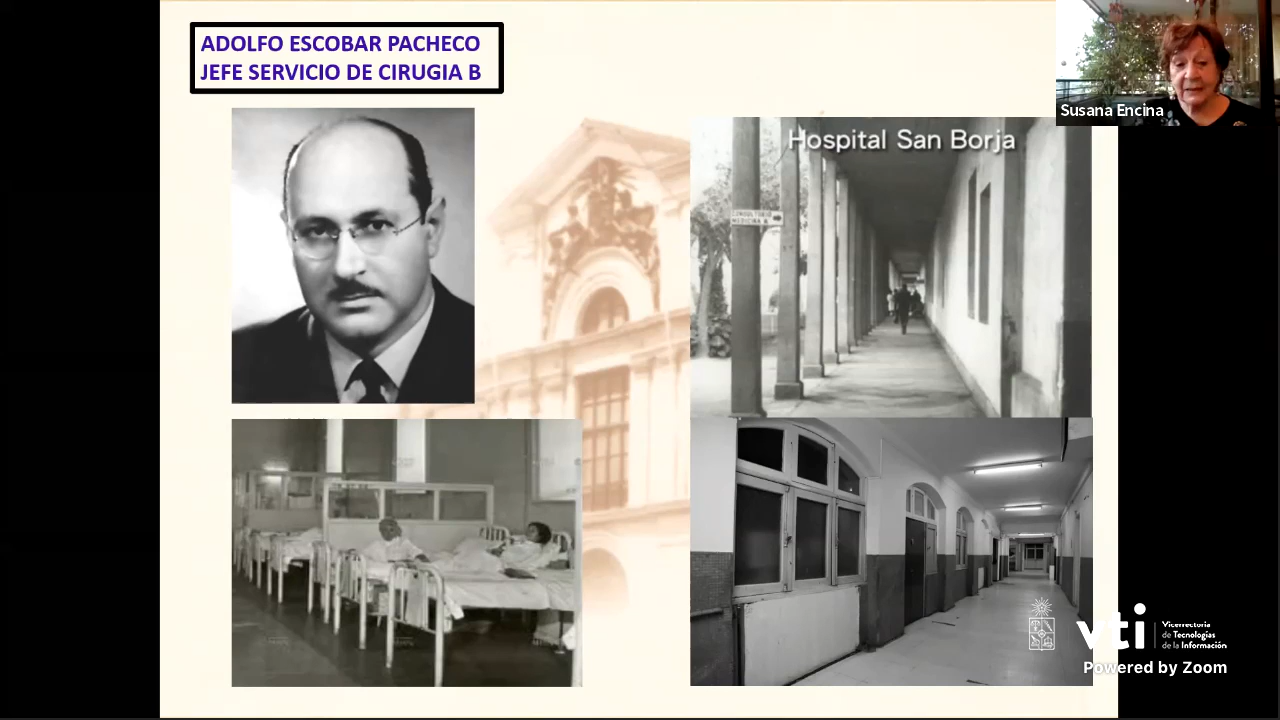 ADOLFO ESCOBAR PACHECO
JEFE SERVICIO DE CIRUGIA B
Susana Encina
Hospital San Borja
CONSULTORIO
vti
Vicerrectoría
de Tecnologías
de la Información
Powered by Zoom